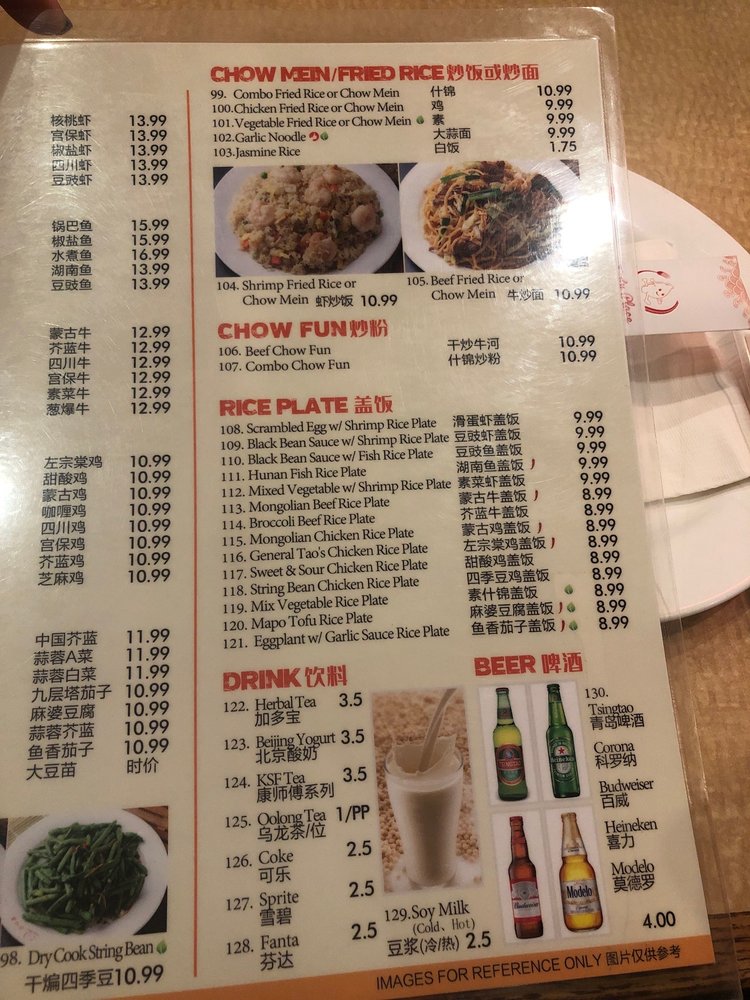 核桃虾 13.99
宫保虾 13.99
椒盐虾 13.99
四川虾 13.99
豆豉虾 13.99
锅巴鱼 15.99
椒盐鱼 15.99
水煮鱼 16.99
湖南鱼 13.99
豆豉鱼 13.99
蒙古牛 12.99
芥蓝牛 12.99
四川牛 12.99
宫保牛 12.99
素菜牛 12.99
葱爆牛 12.99
左宗棠鸡 10.99
甜酸鸡 10.99
蒙古鸡 10.99
咖喱鸡 10.99
四川鸡 10.99
宫保鸡 10.99
芥蓝鸡 10.99
芝麻鸡 10.99
中国芥蓝 11.99
蒜蓉A菜 11.99
蒜蓉白菜 11.99
九层塔茄子 10.99
麻婆豆腐 10.99
蒜蓉芥蓝 10.99
鱼香茄子 10.99
大豆苗 时价
98. Dry Cook String Bean
干煸四季豆 10.99
CHOW MEIN/FRIED RICE 炒饭或炒面
99. Combo Fried Rice or Chow Mein 什锦 10.99
100. Chicken Fried Rice or Chow Mein 鸡 9.99
101. Vegetable Fried Rice or Chow Mein 素 9.99
102. Garlic Noodle 大蒜面 9.99
103. Jasmine Rice 白饭 1.75
104. Shrimp Fried Rice or
Chow Mein 虾炒饭 10.99
105. Beef Fried Rice or
Chow Mein 牛炒面 10.99
CHOW FUN 炒粉
106. Beef Chow Fun 干炒牛河 10.99
107. Combo Chow Fun 什锦炒粉 10.99
RICE PLATE 盖饭
108. Scrambled Egg w/ Shrimp Rice Plate 滑蛋虾盖饭 9.99
109. Black Bean Sauce w/ Shrimp Rice Plate 豆豉虾盖饭 9.99
110. Black Bean Sauce w/ Fish Rice Plate 豆豉鱼盖饭 9.99
111. Hunan Fish Rice Plate 湖南鱼盖饭 9.99
112. Mixed Vegetable w/ Shrimp Rice Plate 素菜虾盖饭 9.99
113. Mongolian Beef Rice Plate 蒙古牛盖饭 8.99
114. Broccoli Beef Rice Plate 芥蓝牛盖饭 8.99
115. Mongolian Chicken Rice Plate 蒙古鸡盖饭 8.99
116. General Tao's Chicken Rice Plate 左宗棠鸡盖饭 8.99
117. Sweet & Sour Chicken Rice Plate 甜酸鸡盖饭 8.99
118. String Bean Chicken Rice Plate 四季豆鸡盖饭 8.99
119. Mix Vegetable Rice Plate 素什锦盖饭 8.99
120. Mapo Tofu Rice Plate 麻婆豆腐盖饭 8.99
121. Eggplant w/ Garlic Sauce Rice Plate 鱼香茄子盖饭 8.99
DRINK 饮料
122. Herbal Tea 3.5
加多宝
123. Beijing Yogurt 3.5
北京酸奶
124. KSF Tea 3.5
康师傅系列
125. Oolong Tea 1/PP
乌龙茶/位
126. Coke 2.5
可乐
127. Sprite 2.5
雪碧
128. Fanta 2.5
芬达
129. Soy Milk
(Cold、Hot)
豆浆(冷/热) 2.5
BEER 啤酒
130.
Tsingtao
青岛啤酒
Corona
科罗纳
Budweiser
百威
Heineken
喜力
Modelo
莫德罗
4.00
TSINGTAO
Heineken
Budweiser
Modelo
IMAGES FOR REFERENCE ONLY 图片仅供参考
Place